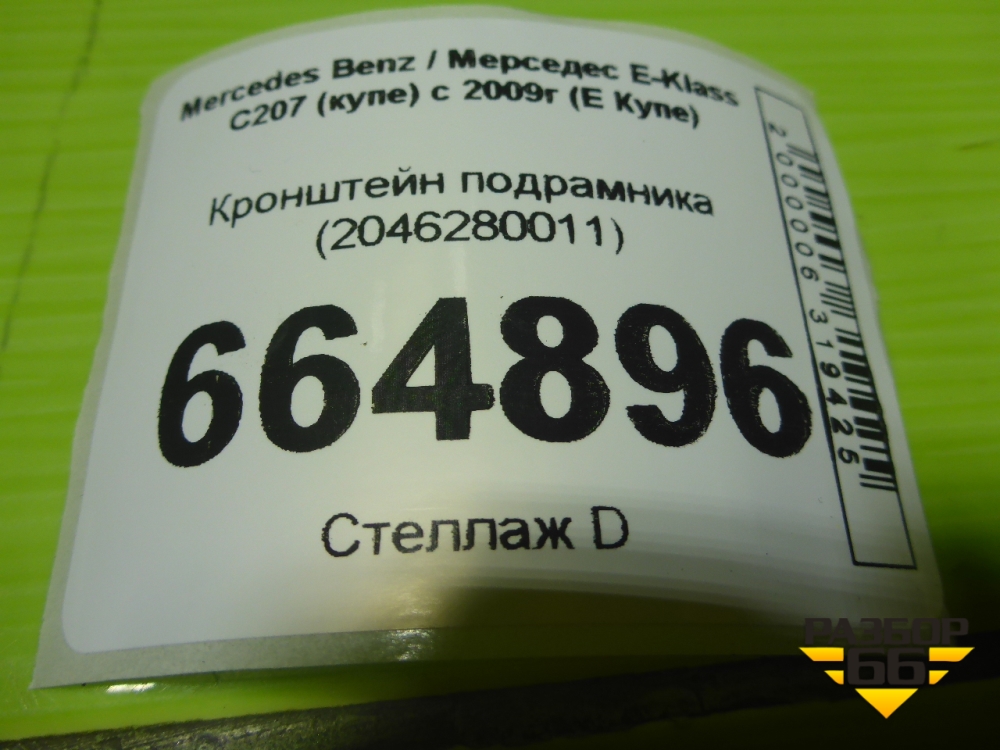 Mercedes Benz / Мерседес E-Klass
C207 (купе) с 2009г (Е Купе)
Кронштейн подрамника
(2046280011)
664896
Стеллаж D
2000006319425
РАЗБОР
66